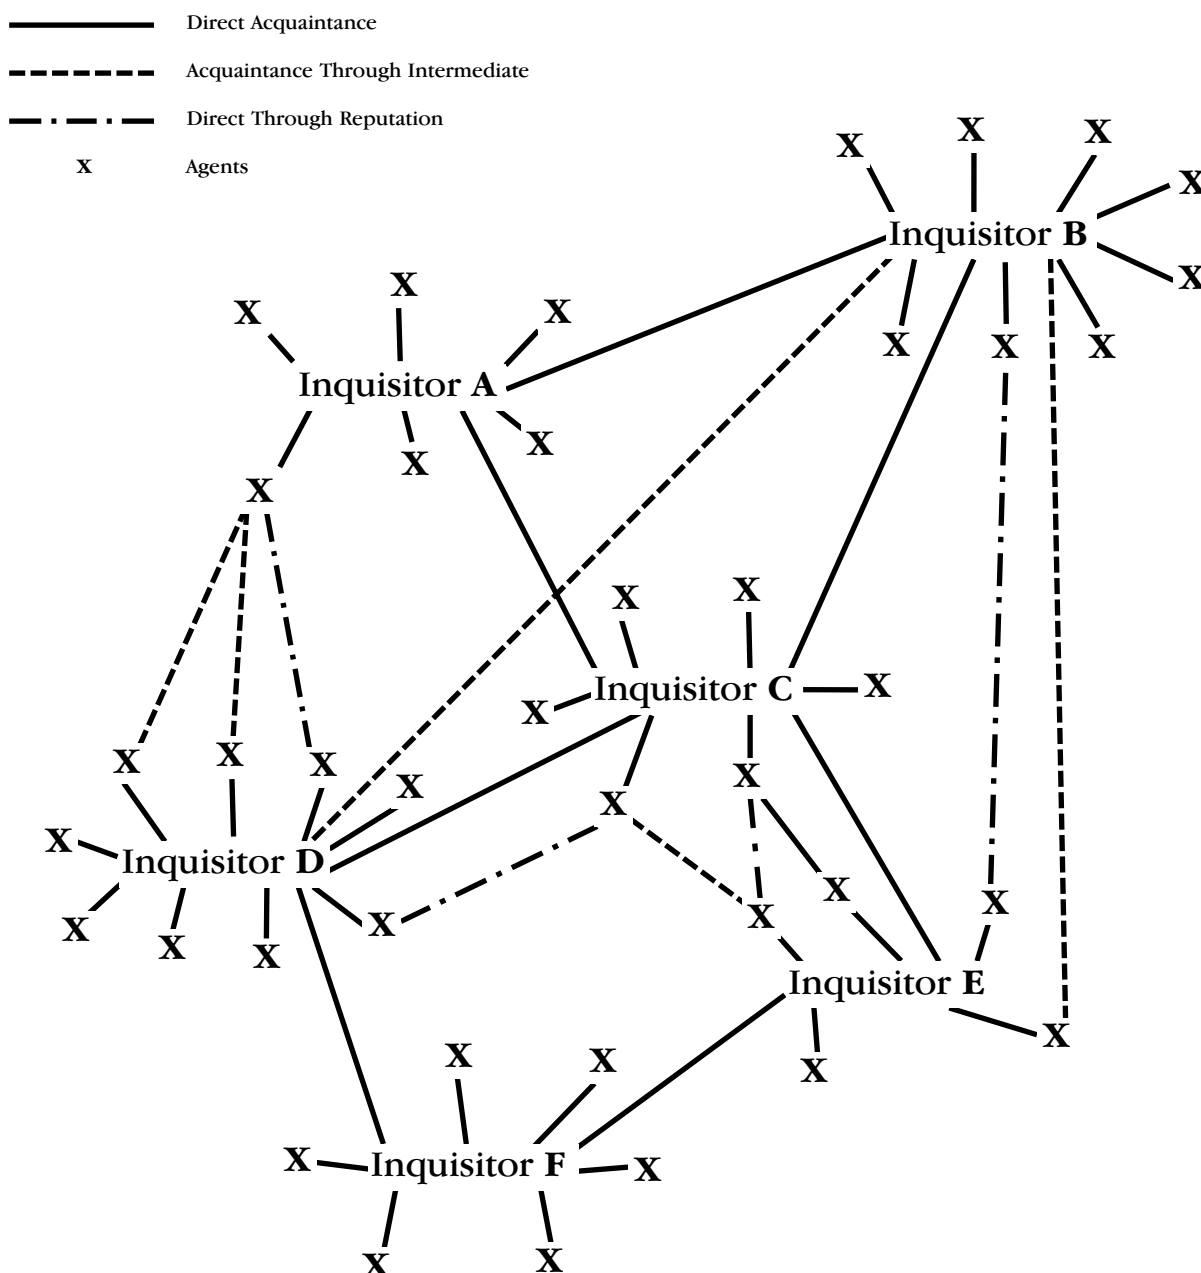 Direct Acquaintance
Acquaintance Through Intermediate
Direct Through Reputation
X Agents
X
X
X
X
Inquisitor B
X
X
X
X
X
X
X
Inquisitor A
X
X
X
X
X
Inquisitor C
X
X
X
X
X
X
X
X
X
Inquisitor D
X
X
X
X
X
X
X
Inquisitor E
X
X
X
X
X
Inquisitor F
X
X
X